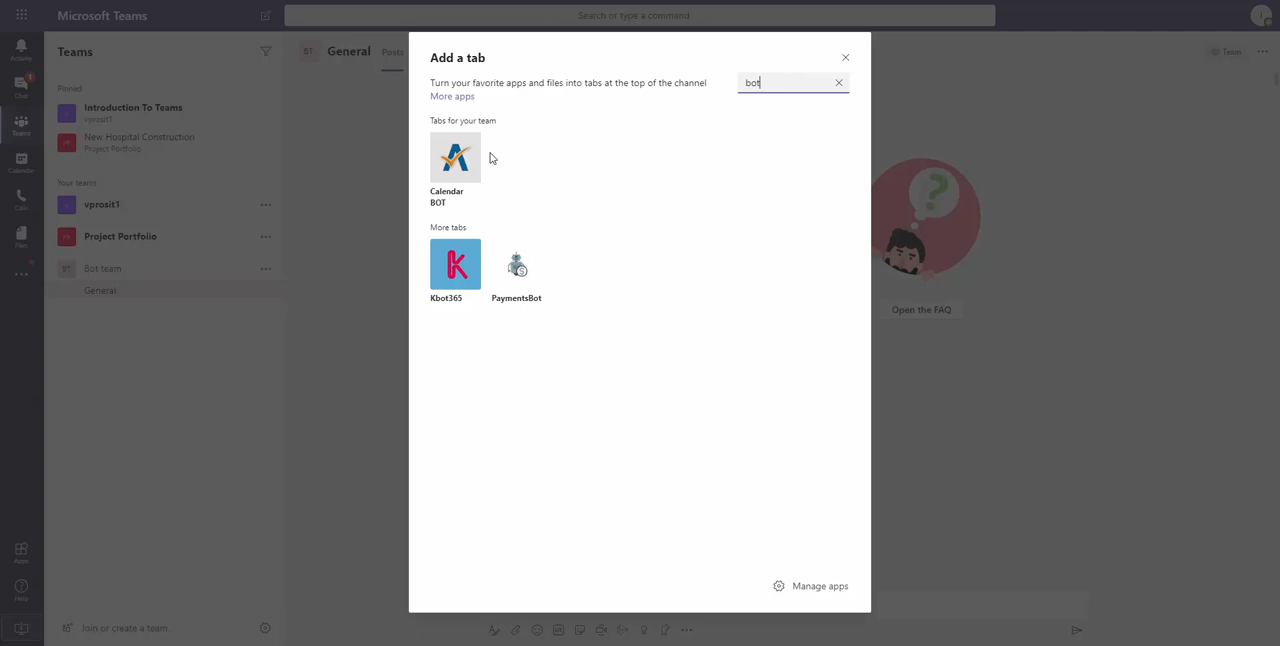 Microsoft Teams
Search or type a command
Activity
Chat
1
Teams
Calendar
Calls
Files
Apps
Help
Teams
Pinned
Introduction To Teams
vprosit1
New Hospital Construction
Project Portfolio
Your teams
vprosit1
Project Portfolio
BT
Bot team
General
Join or create a team
BT
General
Posts
Team
Add a tab
Turn your favorite apps and files into tabs at the top of the channel
More apps
bot
Tabs for your team
Calendar
BOT
More tabs
Kbot365
PaymentsBot
Manage apps
Open the FAQ